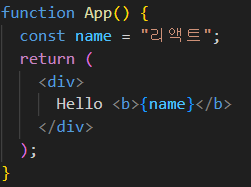 function App() {
  const name = "리액트";
  return (
    <div>
      Hello <b>{name}</b>
    </div>
  );
}